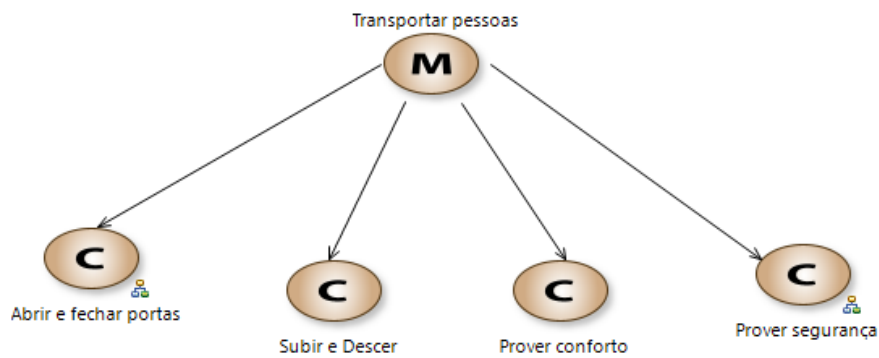 Transportar pessoas
M
C
C
C
C
Abrir e fechar portas
Subir e Descer
Prover conforto
Prover segurança